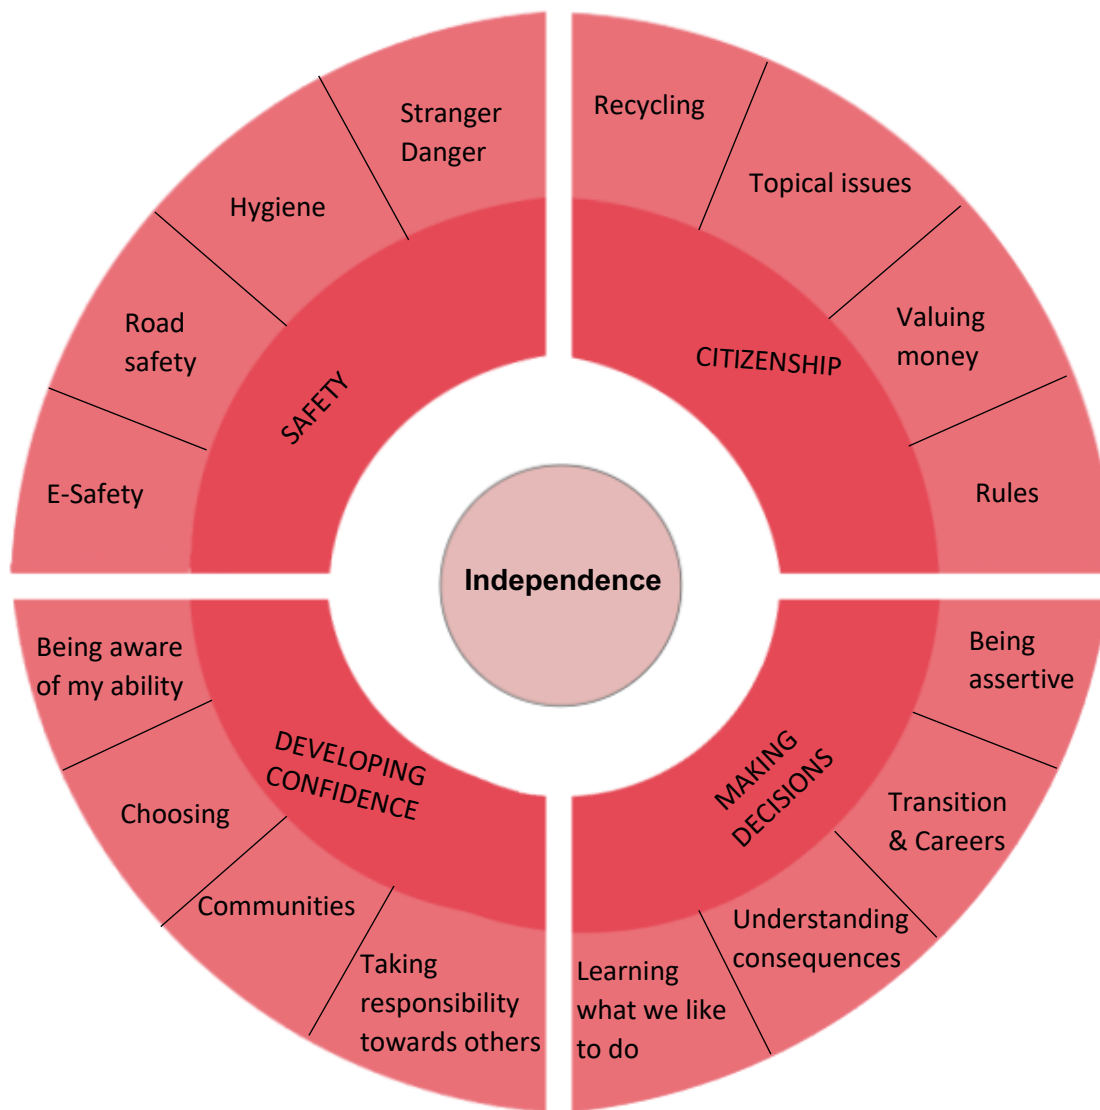 Stranger
Danger
Hygiene
Road
safety
E-Safety
SAFETY
Recycling
Topical issues
Valuing
money
Rules
CITIZENSHIP
Independence
Being aware
of my ability
Choosing
Communities
Taking
responsibility
towards others
DEVELOPING
CONFIDENCE
Being
assertive
Transition
& Careers
Understanding
consequences
Learning
what we like
to do
MAKING
DECISIONS